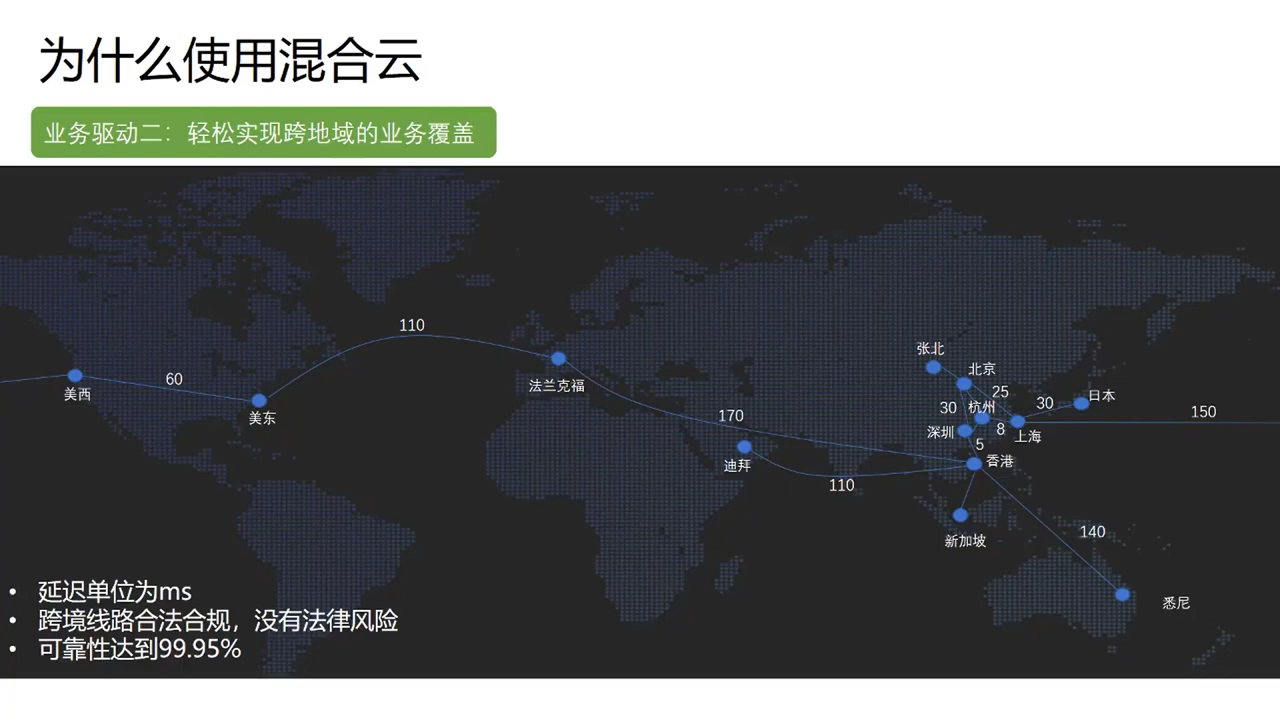 为什么使用混合云
业务驱动二：轻松实现跨地域的业务覆盖
110
张北
北京
美西
60
法兰克福
25
日本
美东
170
30
杭州
30
150
深圳
8
上海
5
迪拜
香港
110
新加坡
140
悉尼
• 延迟单位为ms
• 跨境线路合法合规，没有法律风险
• 可靠性达到99.95%